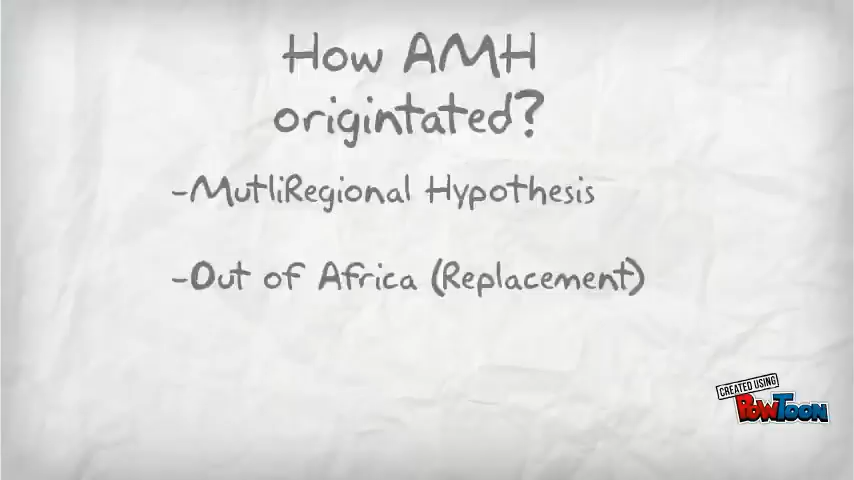 How AMH
origintated?
-MutliRegional Hypothesis
-Out of Africa (Replacement)
CREATED USING
POWTOON